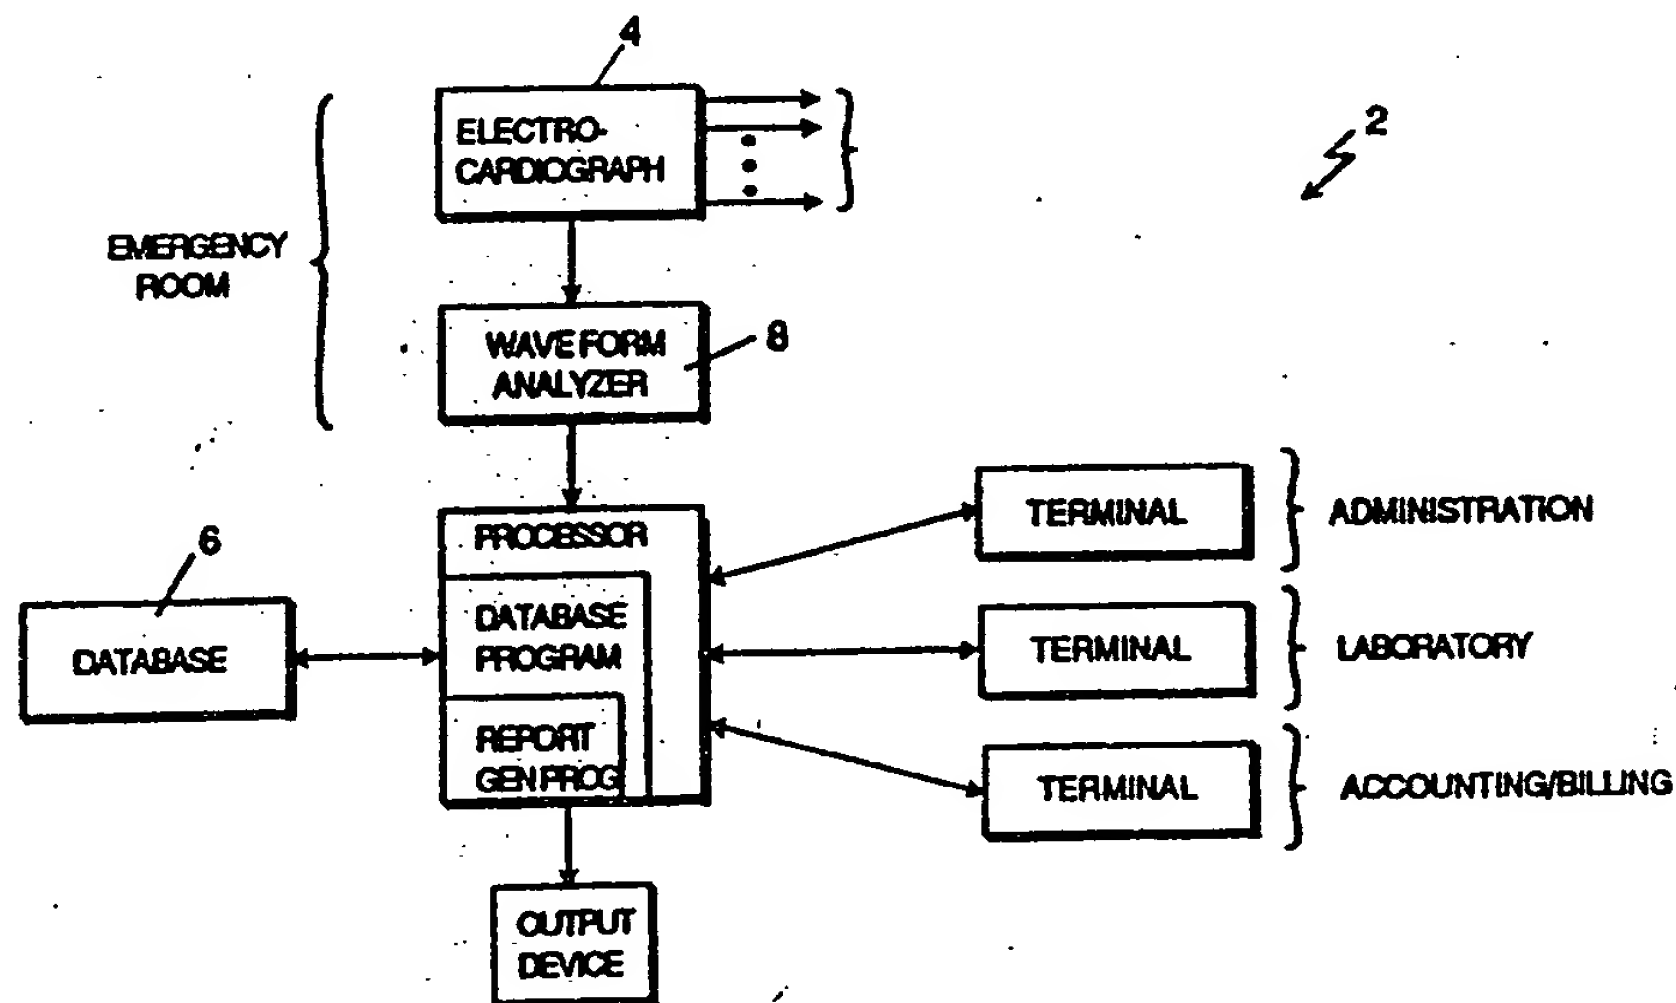 4
ELECTRO-
CARDIOGRAPH
2
EMERGENCY
ROOM
WAVE FORM
ANALYZER
8
PROCESSOR
TERMINAL
ADMINISTRATION
6
DATABASE
DATABASE
PROGRAM
TERMINAL
LABORATORY
REPORT
GEN PROG
TERMINAL
ACCOUNTING/BILLING
OUTPUT
DEVICE